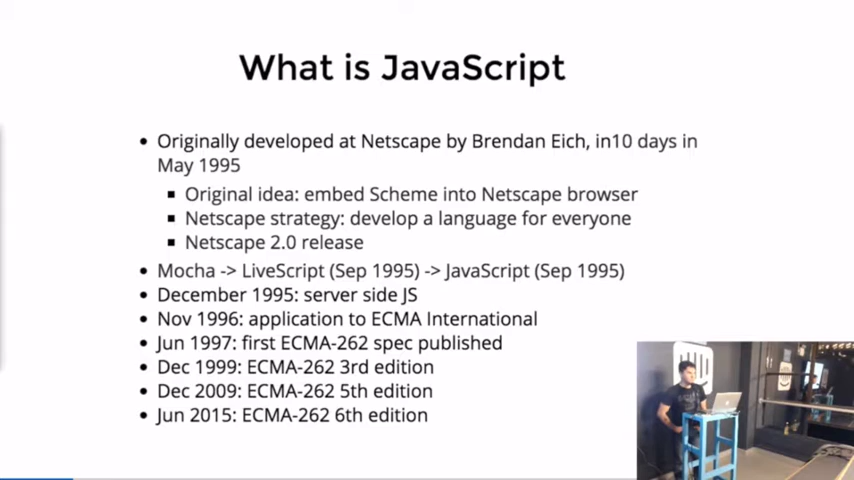 What is JavaScript
• Originally developed at Netscape by Brendan Eich, in10 days in
May 1995
▪ Original idea: embed Scheme into Netscape browser
▪ Netscape strategy: develop a language for everyone
▪ Netscape 2.0 release
• Mocha -> LiveScript (Sep 1995) -> JavaScript (Sep 1995)
• December 1995: server side JS
• Nov 1996: application to ECMA International
• Jun 1997: first ECMA-262 spec published
• Dec 1999: ECMA-262 3rd edition
• Dec 2009: ECMA-262 5th edition
• Jun 2015: ECMA-262 6th edition